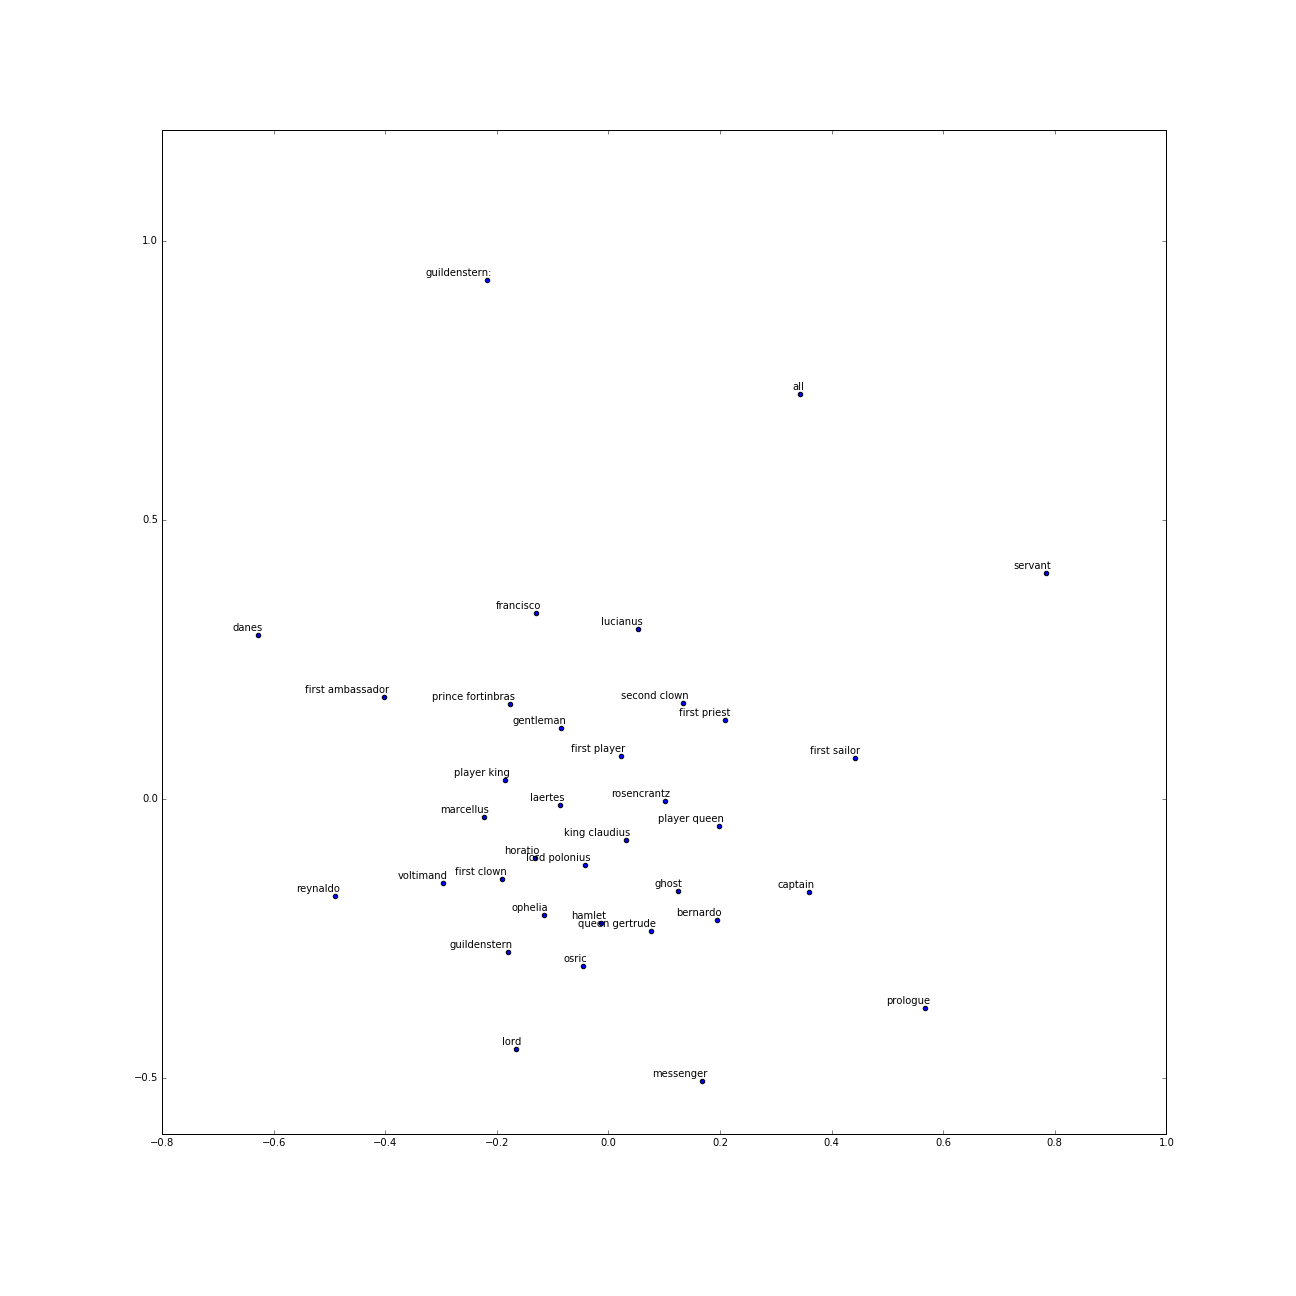 guildenstern:
1.0
all
0.5
servant
francisco
lucianus
danes
first ambassador
prince fortinbras
second clown
first priest
gentleman
first player
first sailor
player king
0.0
laertes
rosencrantz
marcellus
player queen
king claudius
horatio
lord polonius
first clown
voltimand
ghost
captain
reynaldo
ophelia
hamlet
bernardo
queen gertrude
guildenstern
osric
prologue
lord
messenger
−0.5
−0.8 −0.6 −0.4 −0.2 0.0 0.2 0.4 0.6 0.8 1.0